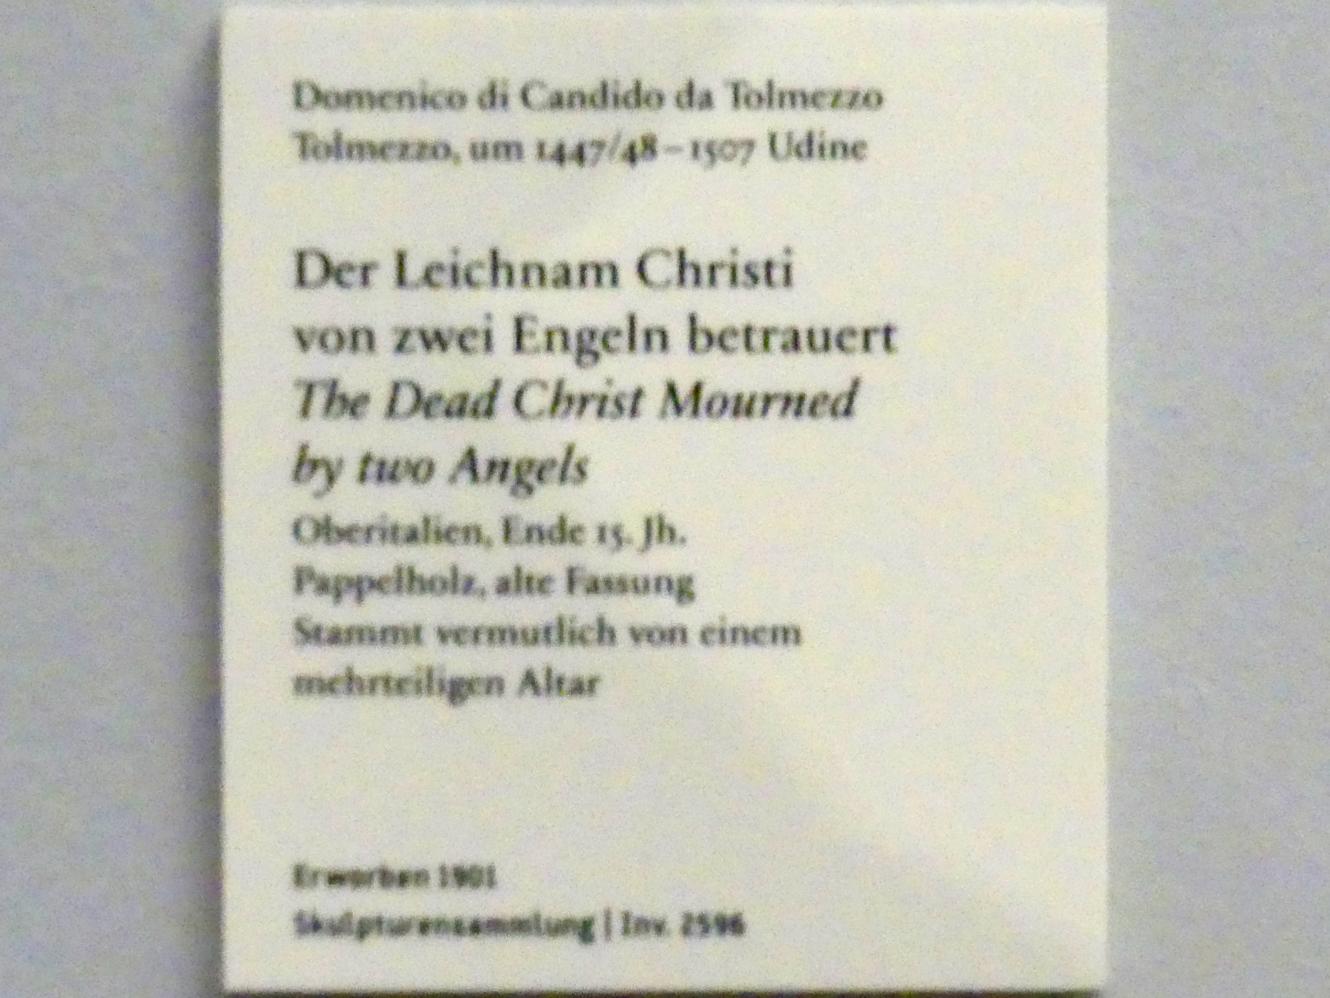 Domenico di Candido da Tolmezzo
Tolmezzo, um 1447/48–1507 Udine
Der Leichnam Christi
von zwei Engeln betrauert
The Dead Christ Mourned
by two Angels
Oberitalien, Ende 15. Jh.
Pappelholz, alte Fassung
Stammt vermutlich von einem
mehrteiligen Altar
Erworben 1901
Skulpturensammlung | Inv. 2596